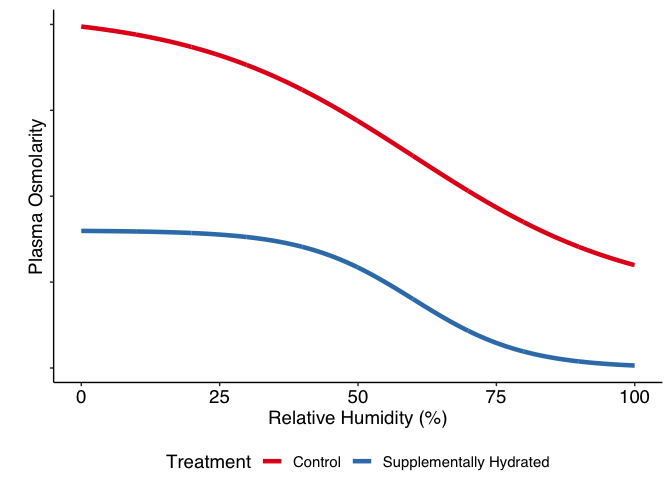 Plasma Osmolarity
0 25 50 75 100
Relative Humidity (%)
Treatment Control Supplementally Hydrated